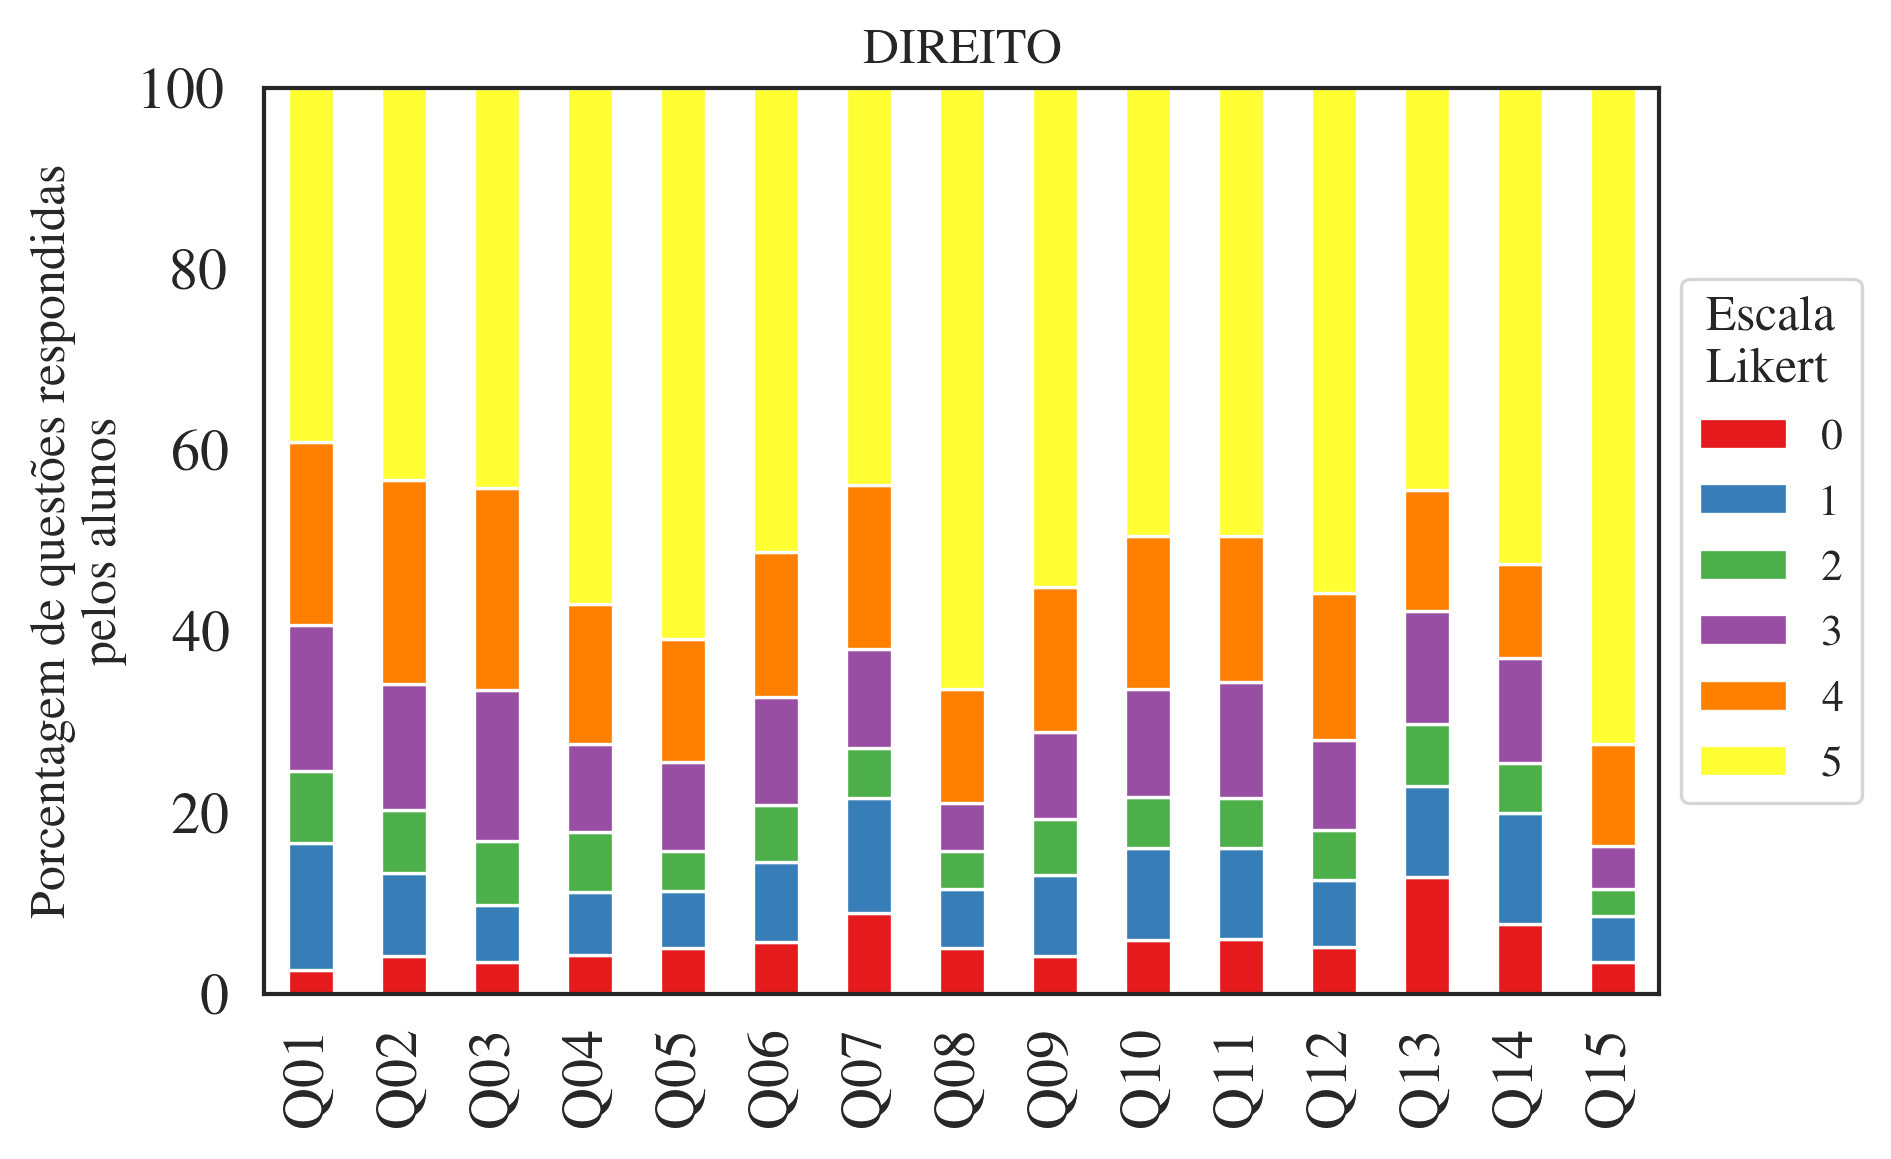 DIREITO
Porcentagem de questões respondidas
pelos alunos
100
80
60
40
20
0
Q01
Q02
Q03
Q04
Q05
Q06
Q07
Q08
Q09
Q10
Q11
Q12
Q13
Q14
Q15
Escala
Likert
0
1
2
3
4
5